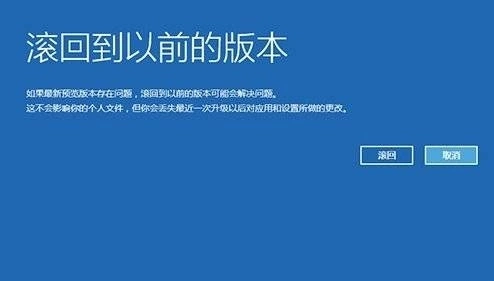 滚回到以前的版本
如果最新预览版本存在问题，滚回到以前的版本可能会解决问题。
这不会影响你的个人文件，但你会丢失最近一次升级以后对应用和设置所做的更改。
滚回
取消